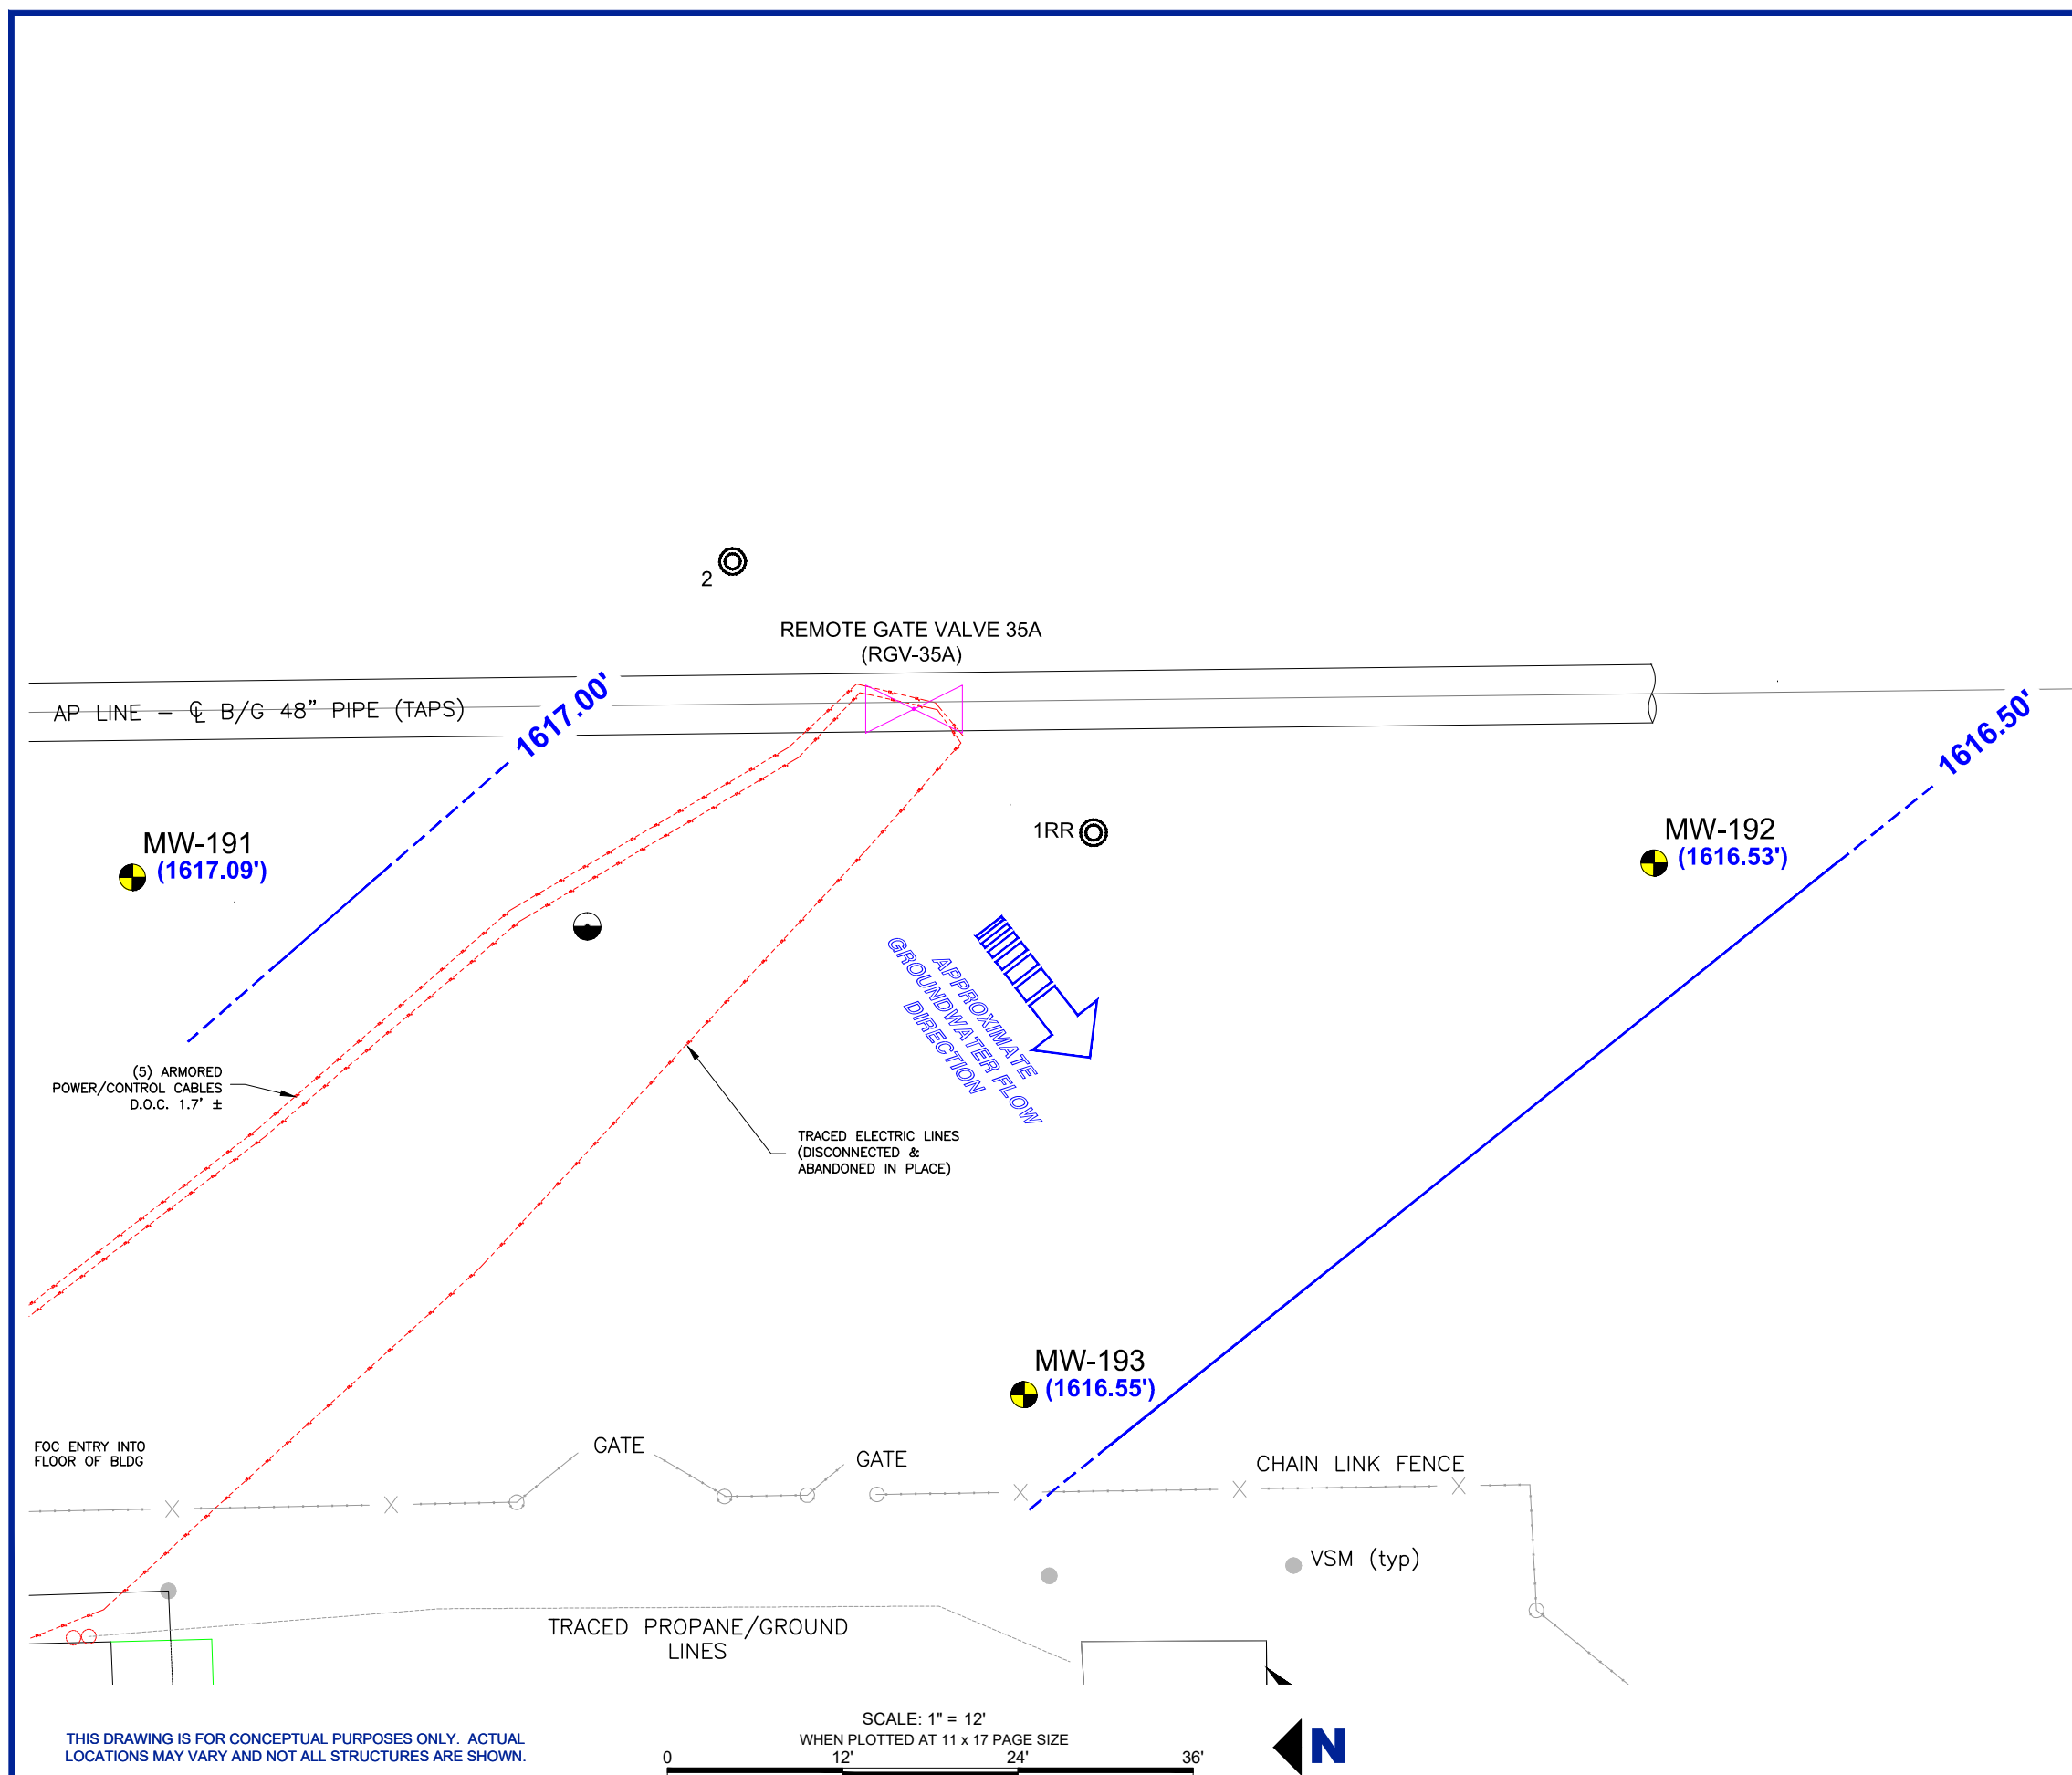 2
REMOTE GATE VALVE 35A
(RGV-35A)
AP LINE – ℄ B/G 48" PIPE (TAPS)
1617.00'
1616.50'
MW-191
(1617.09')
1RR
MW-192
(1616.53')
APPROXIMATE
GROUNDWATER FLOW
DIRECTION
(5) ARMORED
POWER/CONTROL CABLES
D.O.C. 1.7' ±
TRACED ELECTRIC LINES
(DISCONNECTED &
ABANDONED IN PLACE)
MW-193
(1616.55')
FOC ENTRY INTO
FLOOR OF BLDG
GATE
GATE
CHAIN LINK FENCE
VSM (typ)
TRACED PROPANE/GROUND
LINES
THIS DRAWING IS FOR CONCEPTUAL PURPOSES ONLY. ACTUAL
LOCATIONS MAY VARY AND NOT ALL STRUCTURES ARE SHOWN.
SCALE: 1" = 12'
WHEN PLOTTED AT 11 x 17 PAGE SIZE
0 12' 24' 36'
N